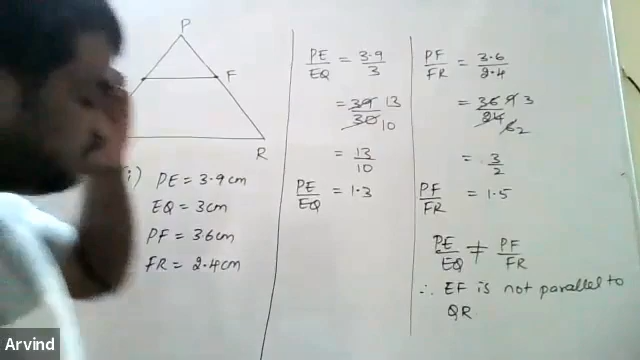 P
F
R
i) PE = 3.9 cm
EQ = 3cm
PF = 36cm
FR = 2.4cm
PE/EQ = 3.9/3
= 39/30 13/10
= 13/10
PE/EQ = 1.3
PF/FR = 3.6/2.4
= 36/24 9/6 3/2
= 3/2
PF/FR = 1.5
PE/EQ ≠ PF/FR
∴ EF is not parallel to
QR
Arvind